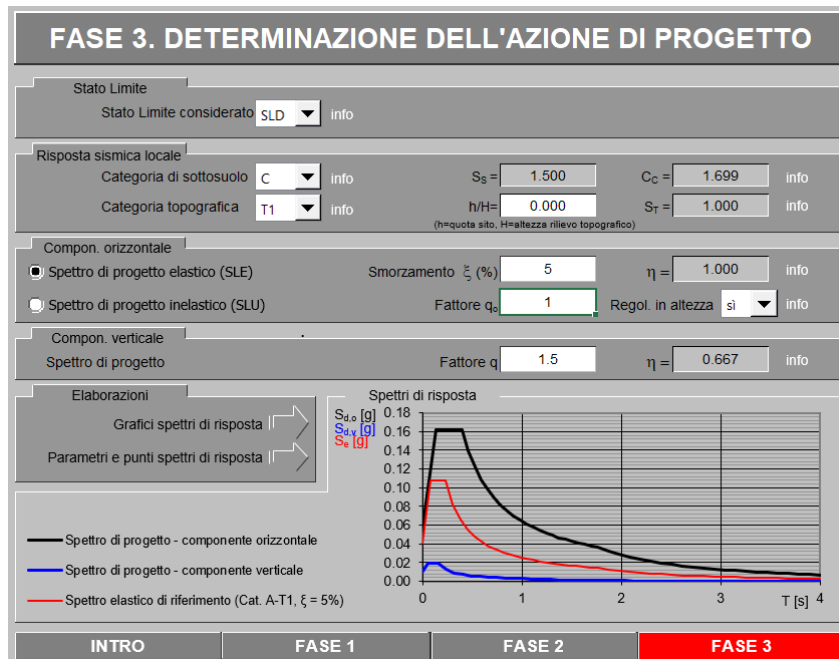 FASE 3. DETERMINAZIONE DELL'AZIONE DI PROGETTO
Stato Limite
Stato Limite considerato SLD info
Risposta sismica locale
Categoria di sottosuolo C info S_S = 1.500 C_C = 1.699 info
Categoria topografica T1 info h/H= 0.000 S_T = 1.000 info
(h=quota sito, H=altezza rilievo topografico)
Compon. orizzontale
Spettro di progetto elastico (SLE) Smorzamento ξ (%) 5 η = 1.000 info
Spettro di progetto inelastico (SLU) Fattore q_o 1 Regol. in altezza sì info
Compon. verticale
Spettro di progetto Fattore q 1.5 η = 0.667 info
Elaborazioni
Grafici spettri di risposta
Parametri e punti spettri di risposta
Spettri di risposta
S_d,o [g]
S_d,v [g]
S_e [g]
0.18
0.16
0.14
0.12
0.10
0.08
0.06
0.04
0.02
0.00
0 1 2 3 4
T [s]
Spettro di progetto - componente orizzontale
Spettro di progetto - componente verticale
Spettro elastico di riferimento (Cat. A-T1, ξ = 5%)
INTRO FASE 1 FASE 2 FASE 3